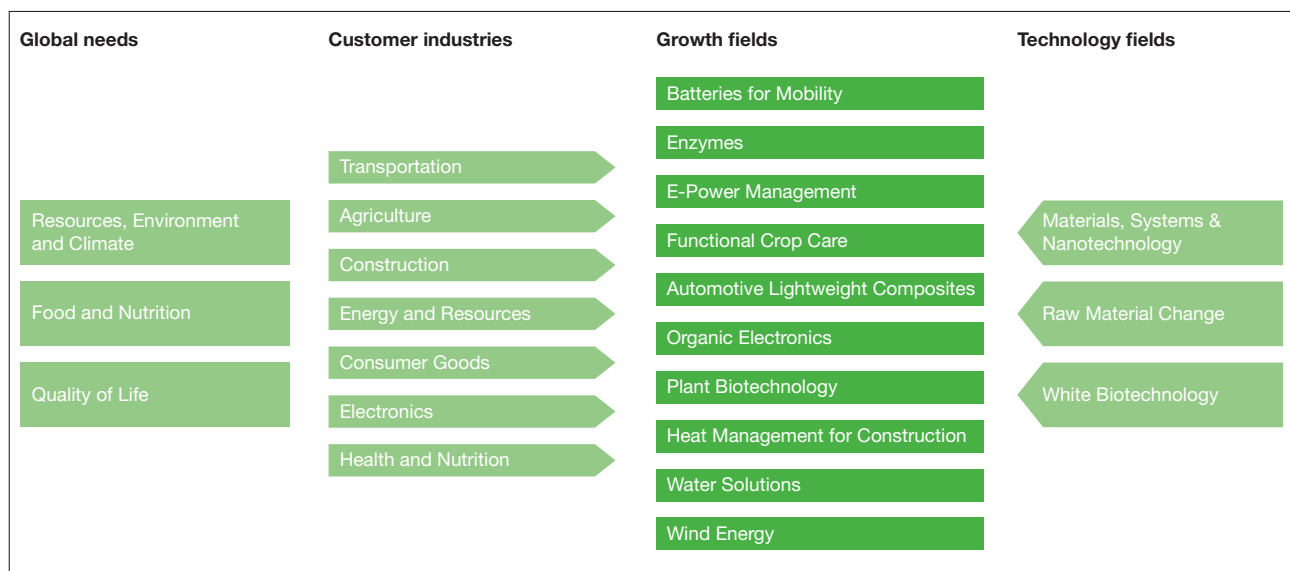 Global needs
Resources, Environment
and Climate
Food and Nutrition
Quality of Life
Customer industries
Transportation
Agriculture
Construction
Energy and Resources
Consumer Goods
Electronics
Health and Nutrition
Growth fields
Batteries for Mobility
Enzymes
E-Power Management
Functional Crop Care
Automotive Lightweight Composites
Organic Electronics
Plant Biotechnology
Heat Management for Construction
Water Solutions
Wind Energy
Technology fields
Materials, Systems &
Nanotechnology
Raw Material Change
White Biotechnology